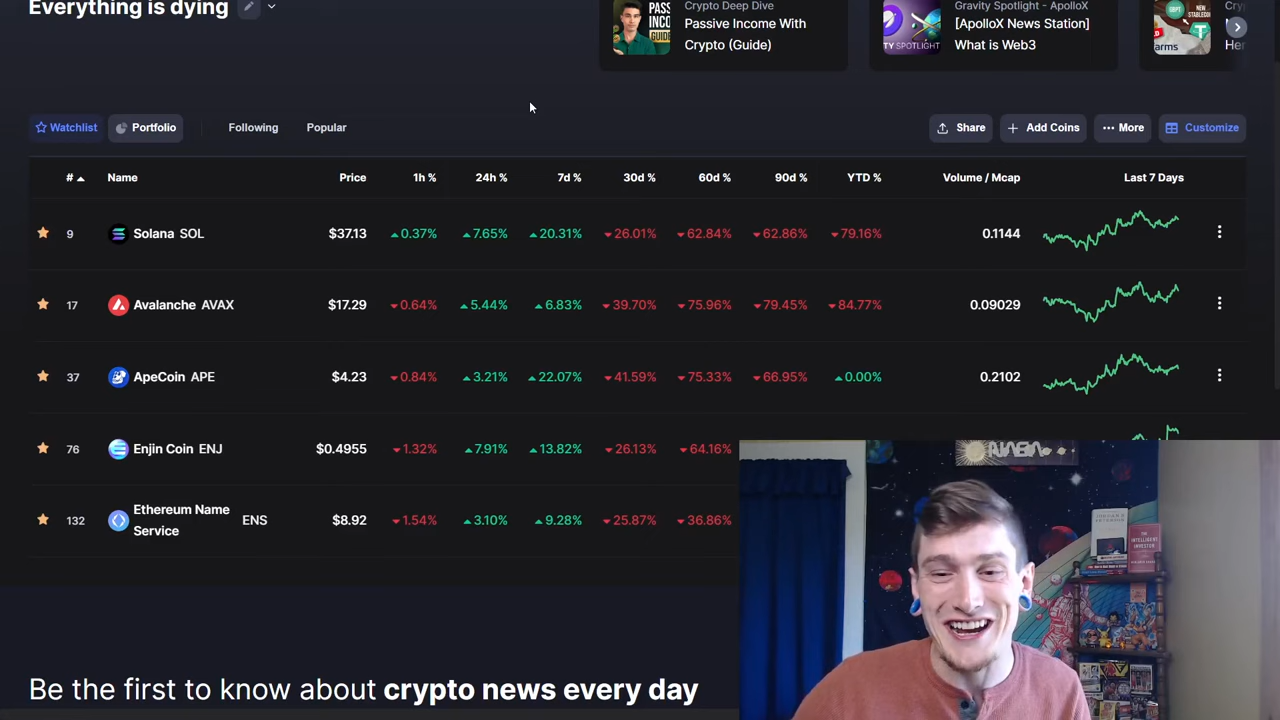 Everything is dying
Crypto Deep Dive
Passive Income With
Crypto (Guide)
PASSIVE
INCOME
GUIDE
Gravity Spotlight - ApolloX
[ApolloX News Station]
What is Web3
SPOTLIGHT
Watchlist Portfolio Following Popular Share Add Coins More Customize
# Name Price 1h % 24h % 7d % 30d % 60d % 90d % YTD % Volume / Mcap Last 7 Days
9 Solana SOL $37.13 0.37% 7.65% 20.31% 26.01% 62.84% 62.86% 79.16% 0.1144
17 Avalanche AVAX $17.29 0.64% 5.44% 6.83% 39.70% 75.96% 79.45% 84.77% 0.09029
37 ApeCoin APE $4.23 0.84% 3.21% 22.07% 41.59% 75.33% 66.95% 0.00% 0.2102
76 Enjin Coin ENJ $0.4955 1.32% 7.91% 13.82% 26.13% 64.16%
132 Ethereum Name
Service ENS $8.92 1.54% 3.10% 9.28% 25.87% 36.86%
Be the first to know about crypto news every day
INTELLIGENT
INVESTOR